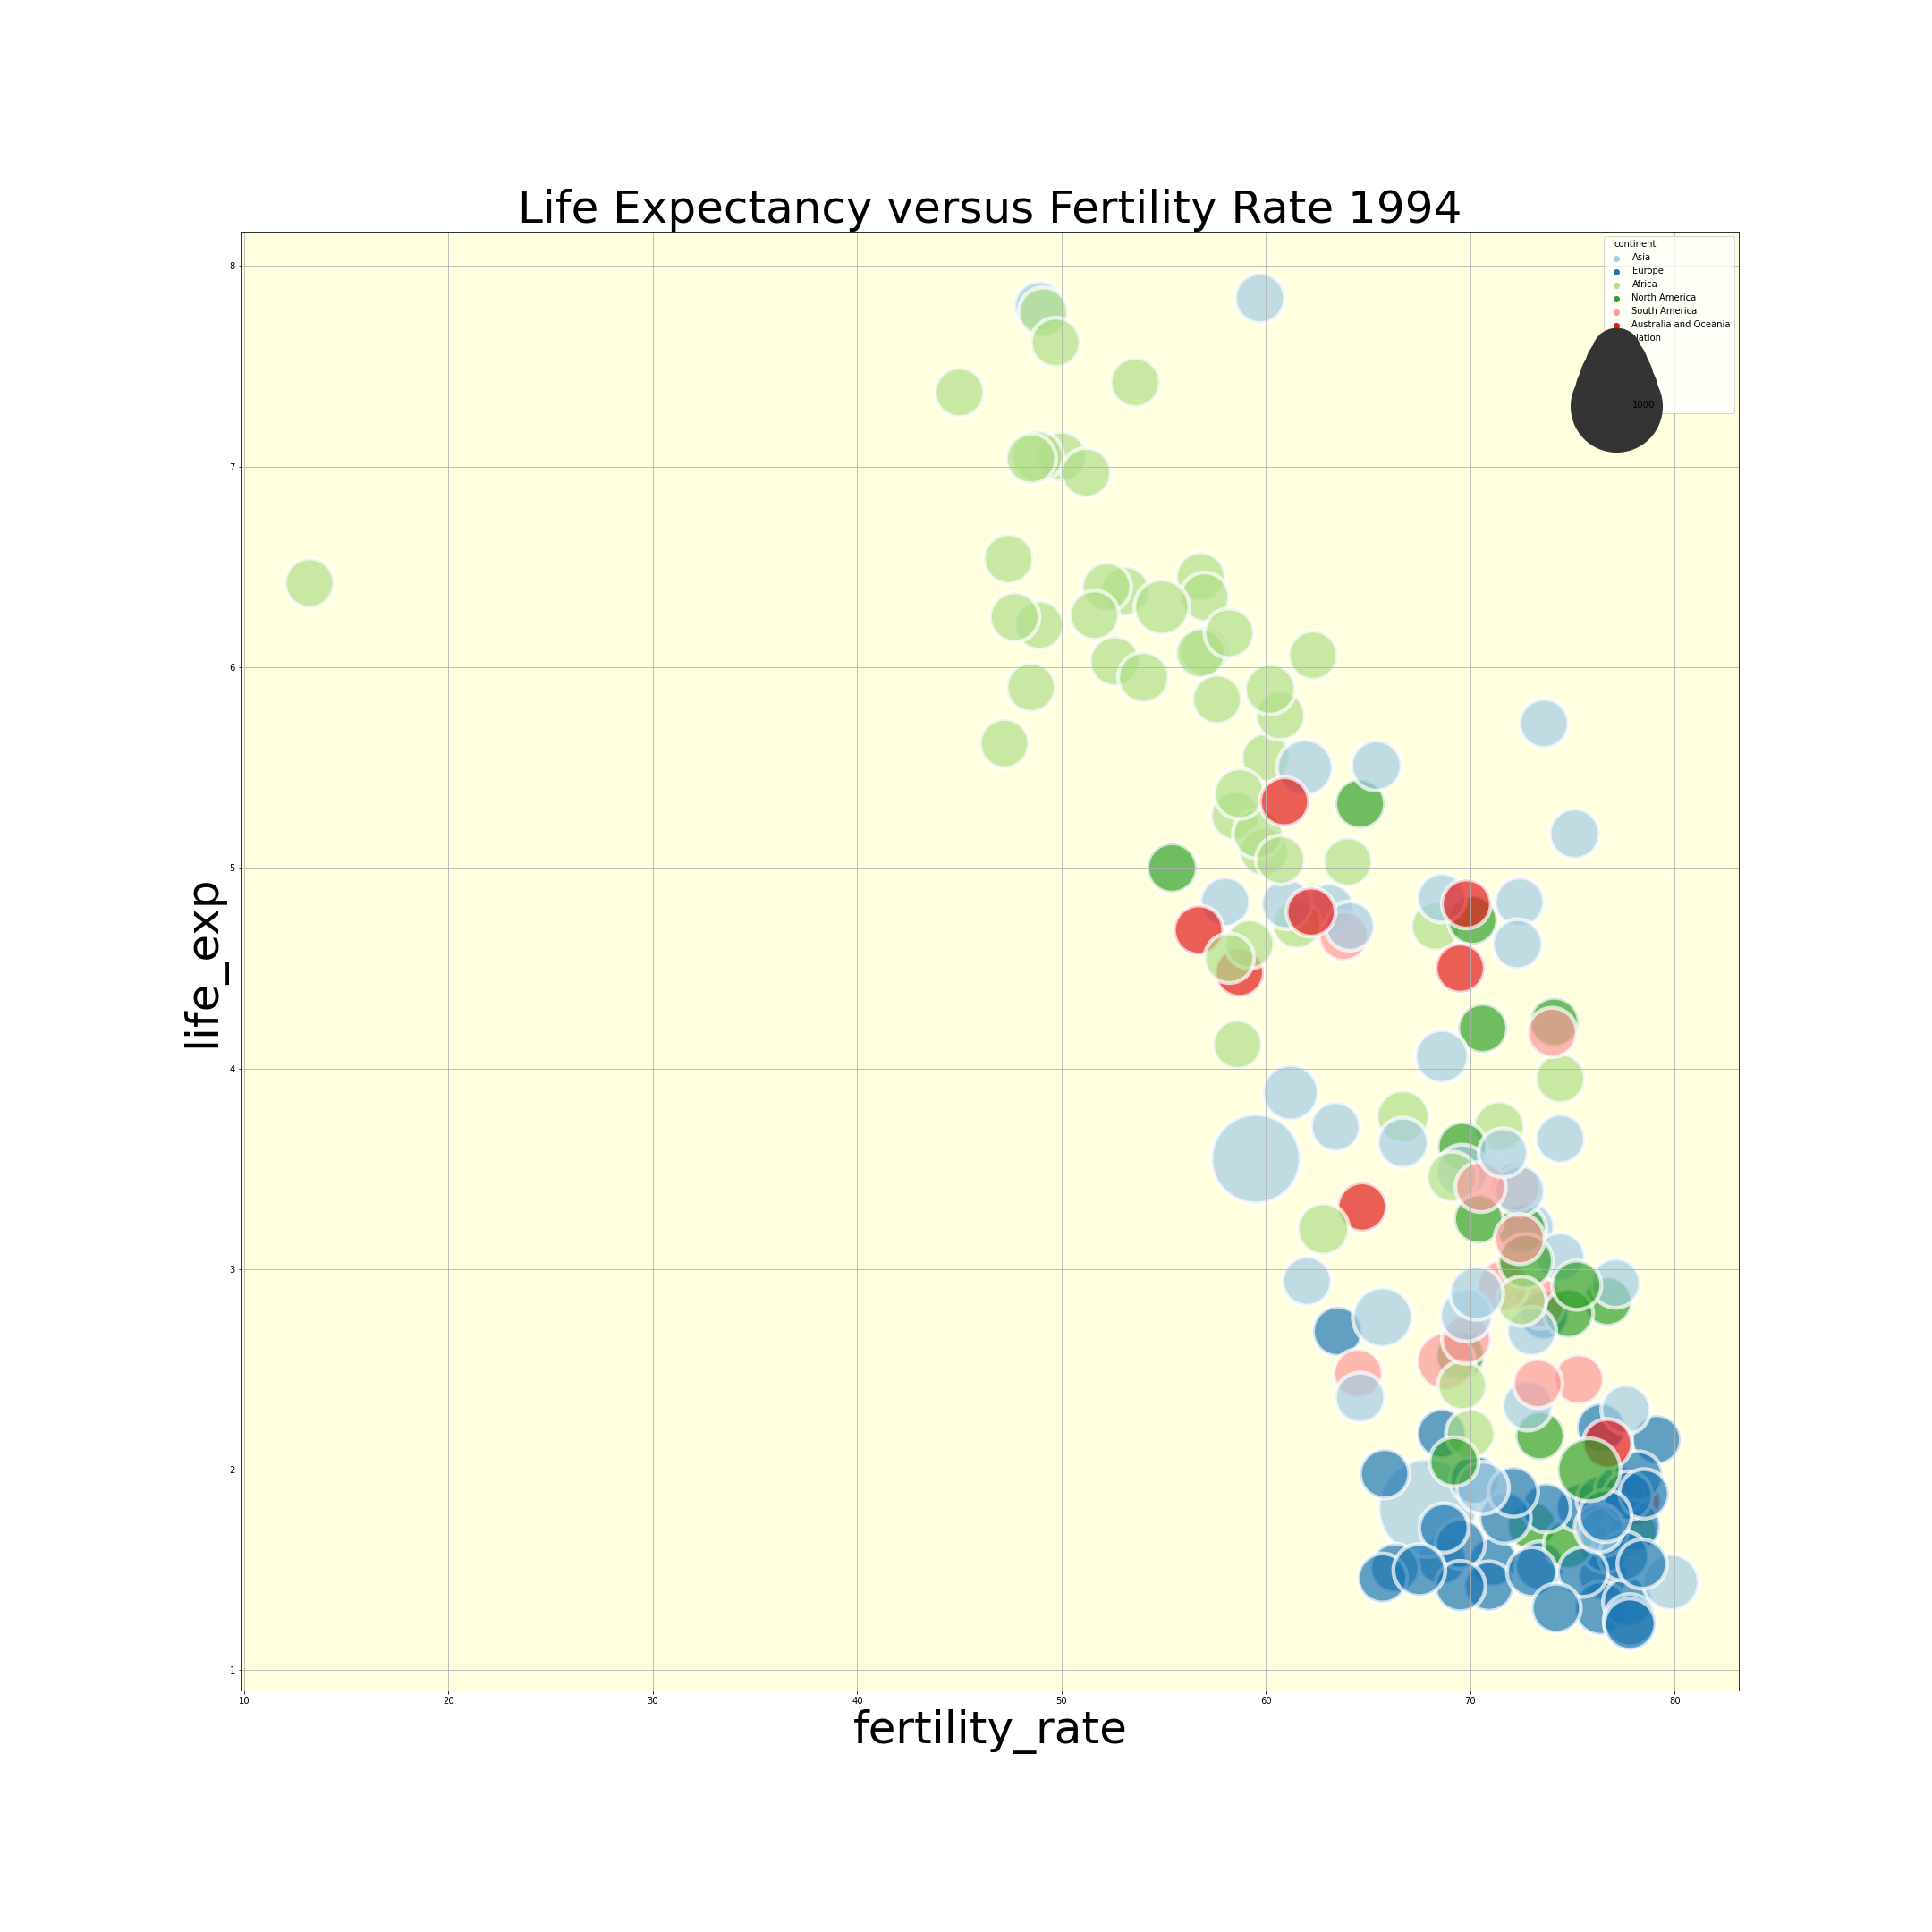 Life Expectancy versus Fertility Rate 1994
continent
Asia
Europe
Africa
North America
South America
Australia and Oceania
1000
8
7
6
5
4
3
2
1
life_exp
10 20 30 40 50 60 70 80
fertility_rate